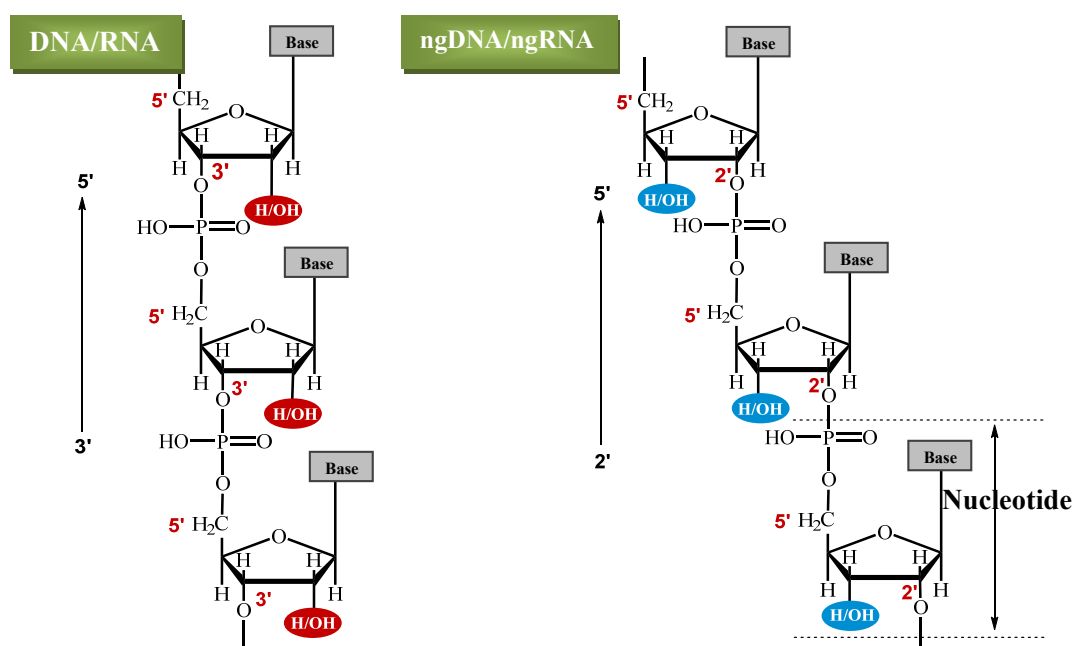 DNA/RNA
Base
5'
CH2
O
H
H
H
H
3'
O
H/OH
HO
P
O
O
5'
3'
Base
5'
H2C
O
H
H
H
H
3'
O
H/OH
HO
P
O
O
Base
5'
H2C
O
H
H
H
H
3'
O
H/OH
ngDNA/ngRNA
Base
5'
CH2
O
H
H
H
H
2'
O
H/OH
HO
P
O
O
5'
2'
Base
5'
H2C
O
H
H
H
H
2'
O
H/OH
HO
P
O
O
Base
Nucleotide
5'
H2C
O
H
H
H
H
2'
O
H/OH